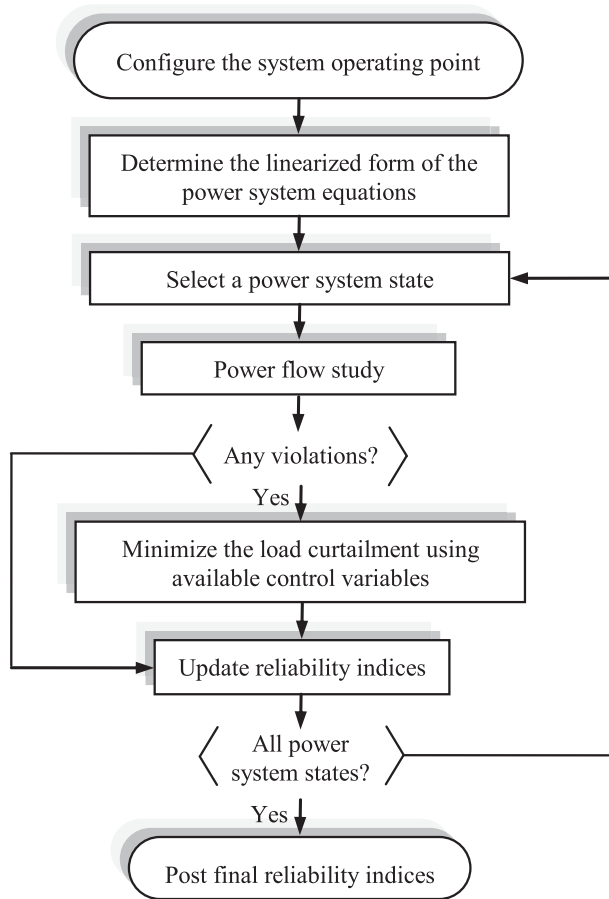 Configure the system operating point
Determine the linearized form of the
power system equations
Select a power system state
Power flow study
Any violations?
Yes
Minimize the load curtailment using
available control variables
Update reliability indices
All power
system states?
Yes
Post final reliability indices